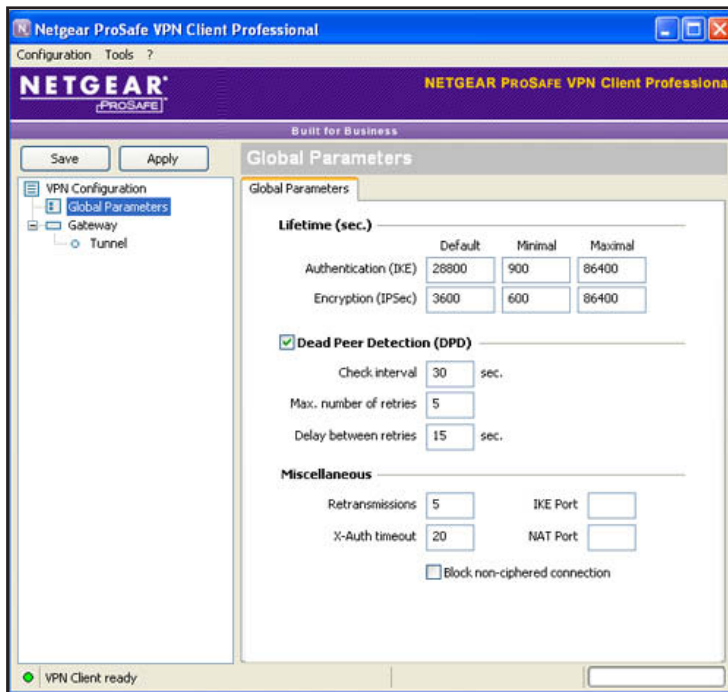 Netgear ProSafe VPN Client Professional
Configuration Tools ?
NETGEAR®
PROSAFE
NETGEAR PROSAFE VPN Client Professiona
Built for Business
Save Apply
Global Parameters
VPN Configuration
Global Parameters
Gateway
Tunnel
Global Parameters
Lifetime (sec.)
Default Minimal Maximal
Authentication (IKE) 28800 900 86400
Encryption (IPSec) 3600 600 86400
Dead Peer Detection (DPD)
Check interval 30 sec.
Max. number of retries 5
Delay between retries 15 sec.
Miscellaneous
Retransmissions 5 IKE Port
X-Auth timeout 20 NAT Port
Block non-ciphered connection
VPN Client ready